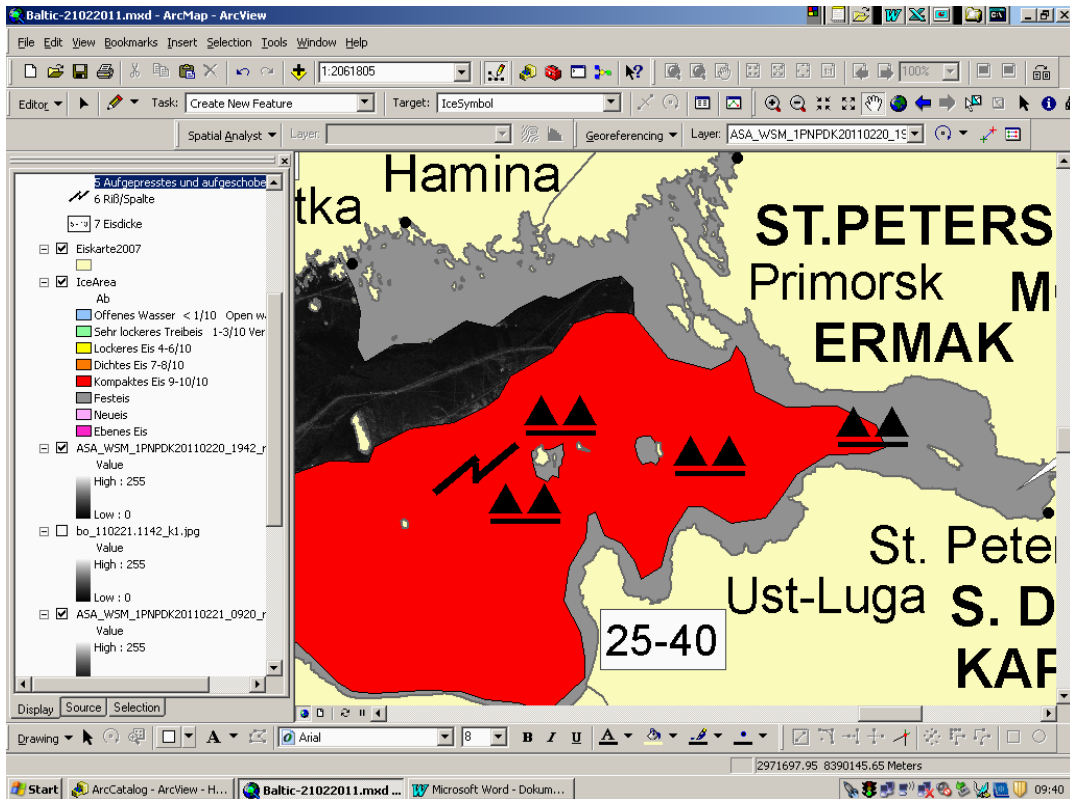 Baltic-21022011.mxd - ArcMap - ArcView
File Edit View Bookmarks Insert Selection Tools Window Help
1:2061805
100%
Editor Task: Create New Feature Target: IceSymbol
Spatial Analyst Layer: Georeferencing Layer: ASA_WSM_1PNPDK20110220_19
5 Aufgepresstes und aufgeschobe
6 Riß/Spalte
5-10 7 Eisdicke
Eiskarte2007
IceArea
Ab
Offenes Wasser < 1/10 Open w
Sehr lockeres Treibeis 1-3/10 Ver
Lockeres Eis 4-6/10
Dichtes Eis 7-8/10
Kompaktes Eis 9-10/10
Festeis
Neueis
Ebenes Eis
ASA_WSM_1PNPDK20110220_1942_r
Value
High : 255
Low : 0
bo_110221.1142_k1.jpg
Value
High : 255
Low : 0
ASA_WSM_1PNPDK20110221_0920_r
Value
High : 255
Display Source Selection
Hamina
tka
ST.PETERS
Primorsk
M
ERMAK
St. Pete
Ust-Luga
S. D
25-40
KAP
Drawing A Arial 8 B I U A
2971697.95 8390145.65 Meters
Start ArcCatalog - ArcView - H... Baltic-21022011.mxd ... Microsoft Word - Dokum... 09:40